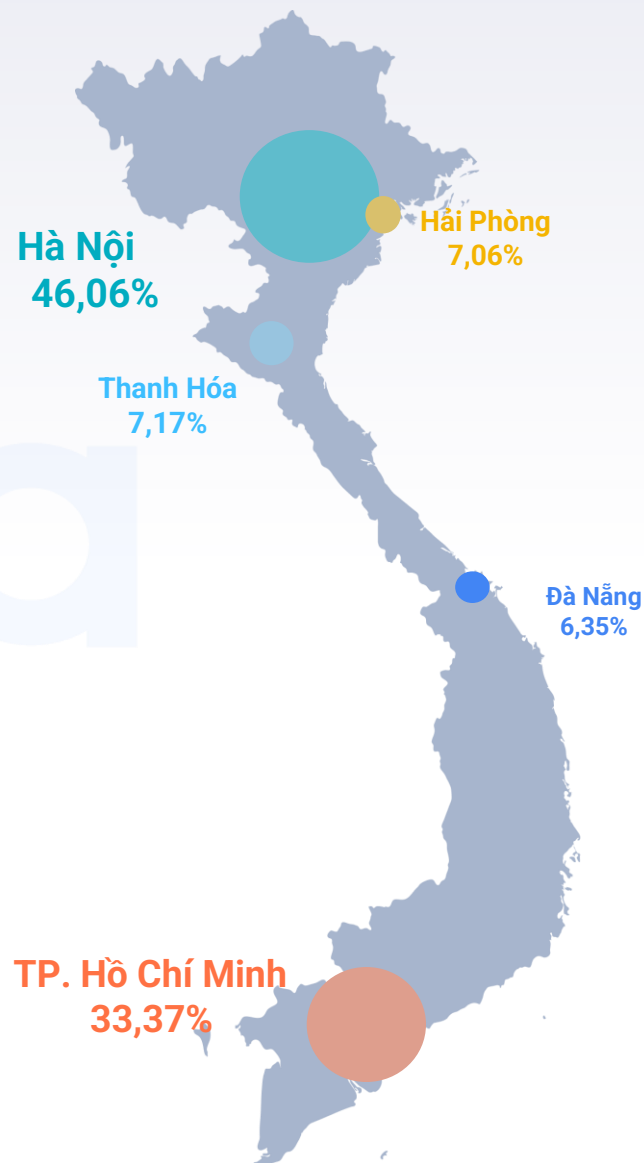 Hà Nội
46,06%
Hải Phòng
7,06%
Thanh Hóa
7,17%
Đà Nẵng
6,35%
TP. Hồ Chí Minh
33,37%